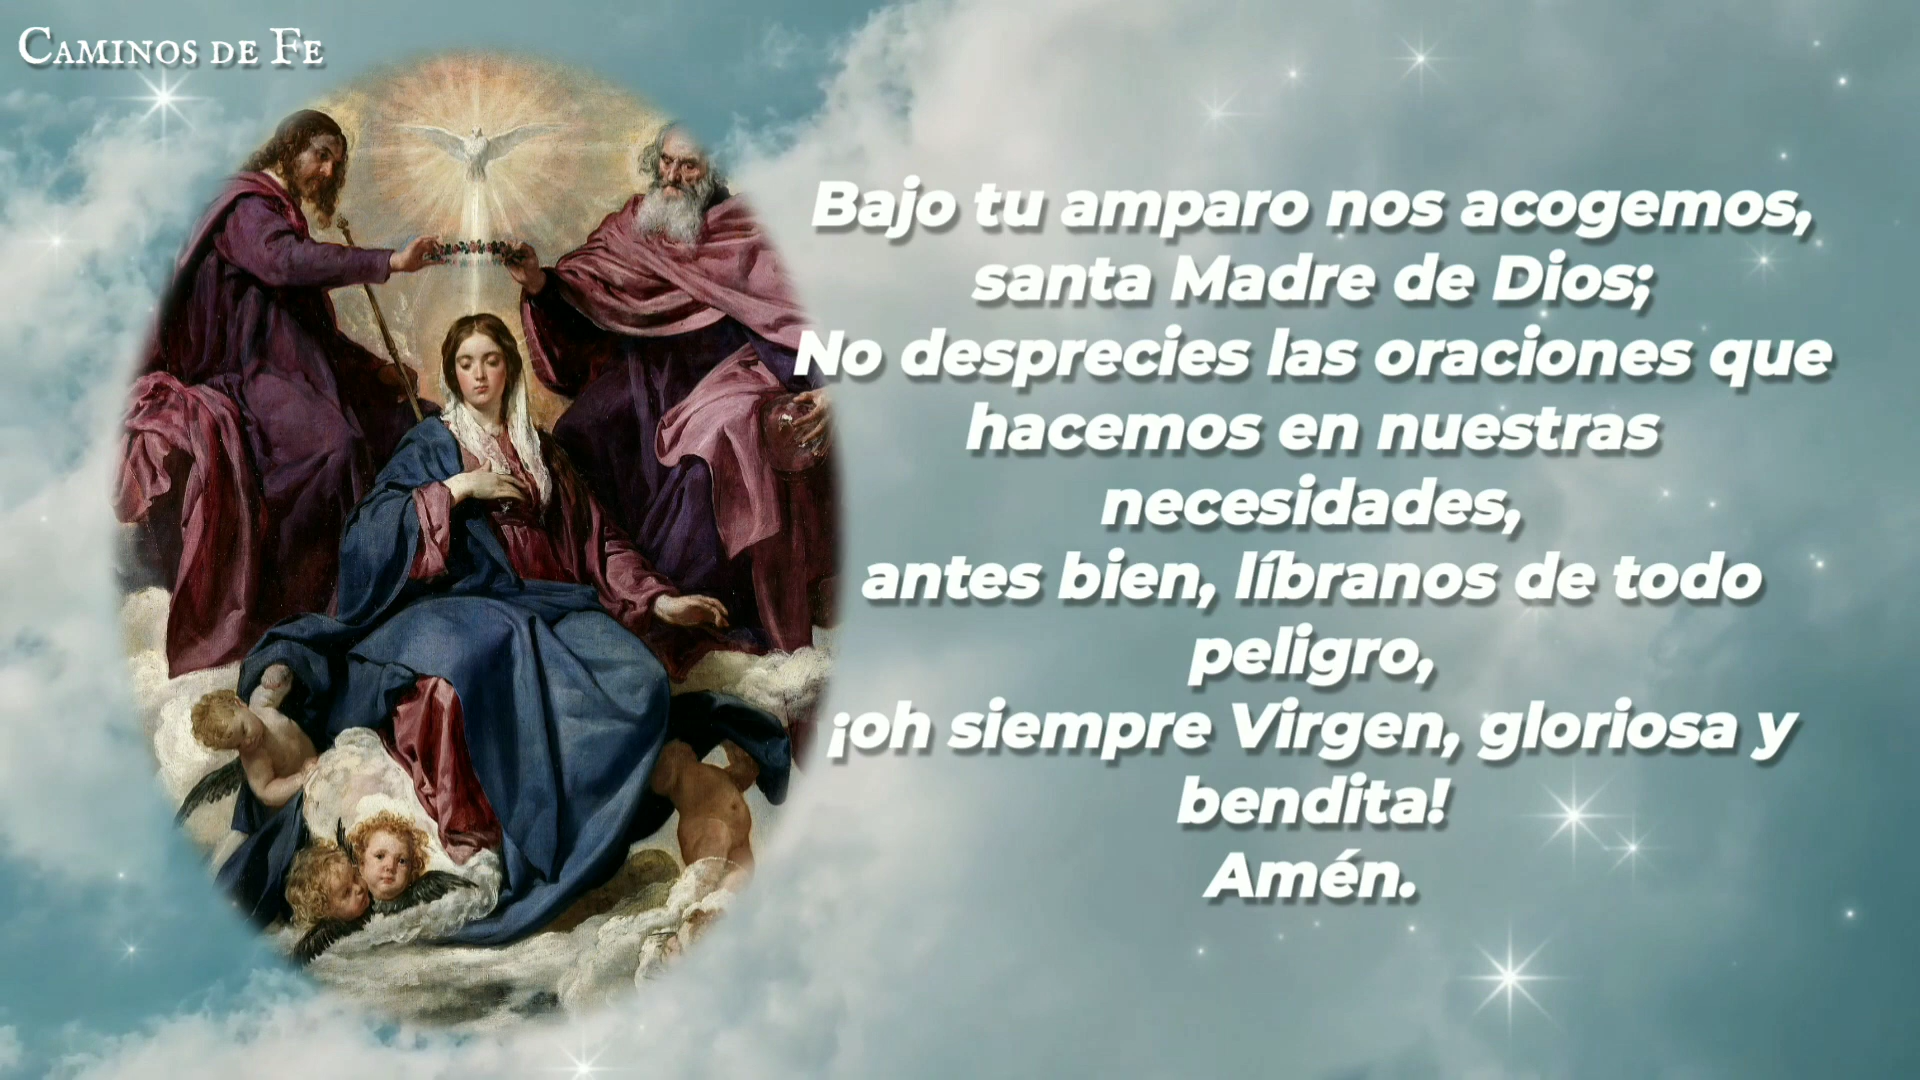 Caminos de Fe
Bajo tu amparo nos acogemos,
santa Madre de Dios;
No desprecies las oraciones que
hacemos en nuestras
necesidades,
antes bien, líbranos de todo
peligro,
¡oh siempre Virgen, gloriosa y
bendita!
Amén.